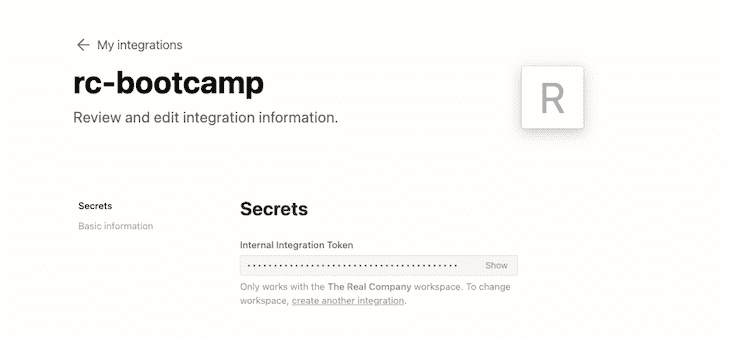 ← My integrations
rc-bootcamp
Review and edit integration information.
R
Secrets
Basic information
Secrets
Internal Integration Token
Show
Only works with the The Real Company workspace. To change
workspace, create another integration.